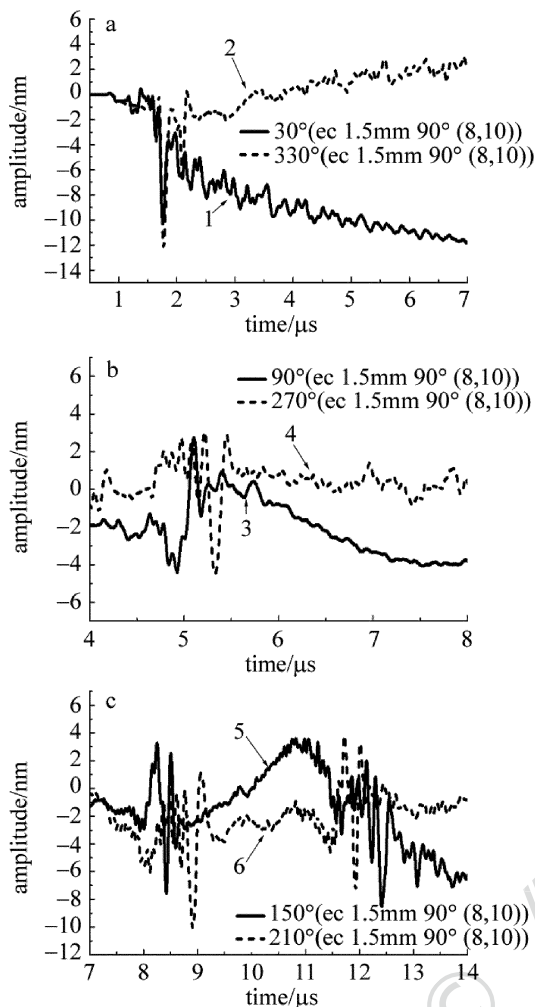 a
6
4
2
0
−2
−4
−6
−8
−10
−12
−14
amplitude/nm
2
30°(ec 1.5mm 90° (8,10))
330°(ec 1.5mm 90° (8,10))
1
1 2 3 4 5 6 7
time/μs
b
6
4
2
0
−2
−4
−6
amplitude/nm
90°(ec 1.5mm 90° (8,10))
270°(ec 1.5mm 90° (8,10))
4
3
4 5 6 7 8
time/μs
c
6
4
2
0
−2
−4
−6
−8
−10
−12
amplitude/nm
5
6
150°(ec 1.5mm 90° (8,10))
210°(ec 1.5mm 90° (8,10))
7 8 9 10 11 12 13 14
time/μs